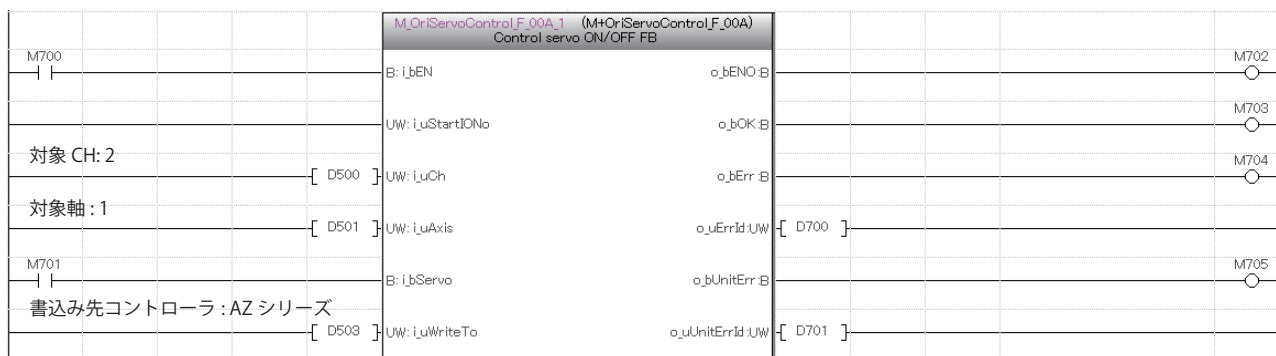 M_OriServoControl_F_00A_1 (M+OriServoControl_F_00A)
Control servo ON/OFF FB
M700
B: i_bEN
o_bENO:B
M702
UW: i_uStartIONo
o_bOK:B
M703
対象 CH: 2
D500
UW: i_uCh
o_bErr:B
M704
対象軸 : 1
D501
UW: i_uAxis
o_uErrId:UW
D700
M701
B: i_bServo
o_bUnitErr:B
M705
書込み先コントローラ : AZ シリーズ
D503
UW: i_uWriteTo
o_uUnitErrId:UW
D701